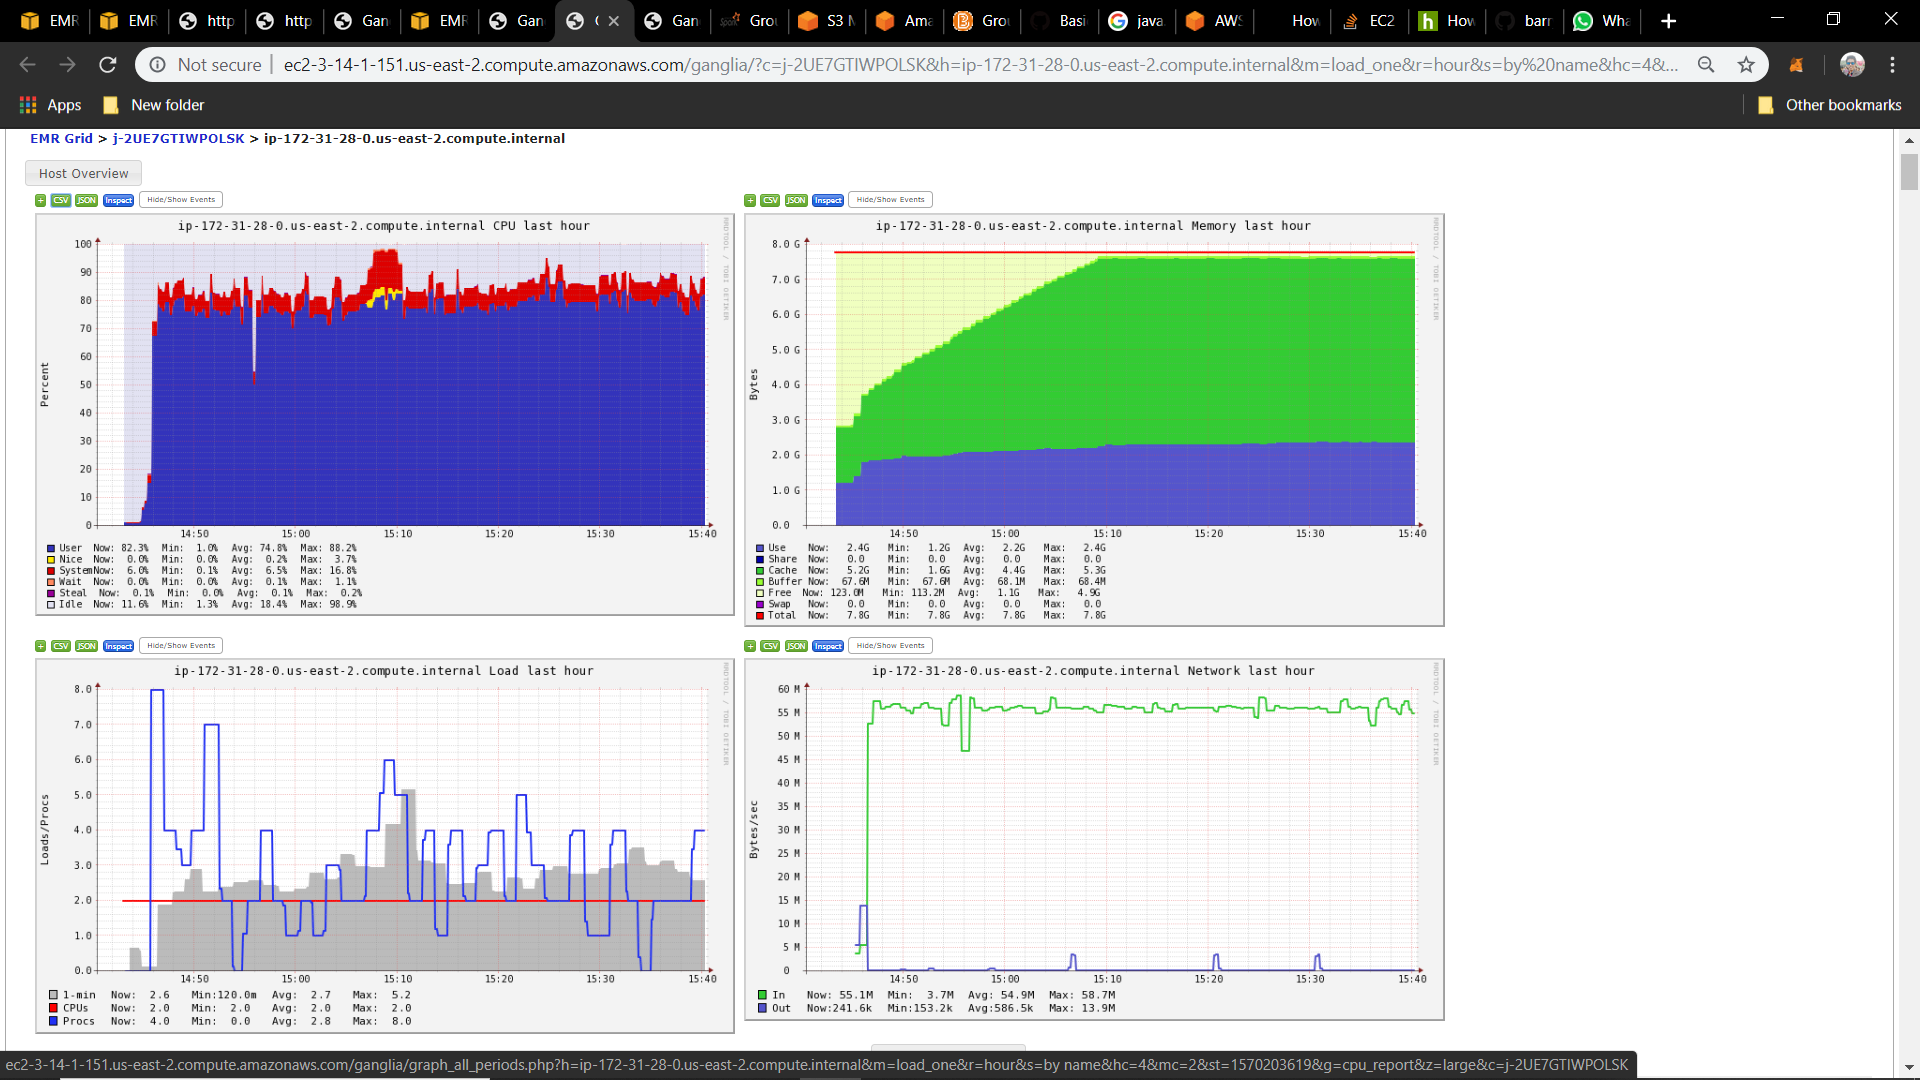 EMR
EMR
http
http
Gan
EMR
Gan
Gan
Grou
S3 M
Ama
Grou
Basi
java
AWS
How
EC2
How
barr
Wha
Not secure
ec2-3-14-1-151.us-east-2.compute.amazonaws.com/ganglia/?c=j-2UE7GTIWPOLSK&h=ip-172-31-28-0.us-east-2.compute.internal&m=load_one&r=hour&s=by%20name&hc=4&...
Apps
New folder
Other bookmarks
EMR Grid > j-2UE7GTIWPOLSK > ip-172-31-28-0.us-east-2.compute.internal
Host Overview
+ CSV JSON Inspect Hide/Show Events
ip-172-31-28-0.us-east-2.compute.internal CPU last hour
RRDTOOL / TOBI OETIKER
Percent
100
90
80
70
60
50
40
30
20
10
0
14:50 15:00 15:10 15:20 15:30 15:40
User Now: 82.3% Min: 1.0% Avg: 74.8% Max: 88.2%
Nice Now: 0.0% Min: 0.0% Avg: 0.2% Max: 3.7%
System Now: 6.0% Min: 0.1% Avg: 6.5% Max: 16.8%
Wait Now: 0.0% Min: 0.0% Avg: 0.1% Max: 1.1%
Steal Now: 0.1% Min: 0.0% Avg: 0.1% Max: 0.2%
Idle Now: 11.6% Min: 1.3% Avg: 18.4% Max: 98.9%
+ CSV JSON Inspect Hide/Show Events
ip-172-31-28-0.us-east-2.compute.internal Memory last hour
RRDTOOL / TOBI OETIKER
Bytes
8.0 G
7.0 G
6.0 G
5.0 G
4.0 G
3.0 G
2.0 G
1.0 G
0.0
14:50 15:00 15:10 15:20 15:30 15:40
Use Now: 2.4G Min: 1.2G Avg: 2.2G Max: 2.4G
Share Now: 0.0 Min: 0.0 Avg: 0.0 Max: 0.0
Cache Now: 5.2G Min: 1.6G Avg: 4.4G Max: 5.3G
Buffer Now: 67.6M Min: 67.6M Avg: 68.1M Max: 68.4M
Free Now: 123.0M Min: 113.2M Avg: 1.1G Max: 4.9G
Swap Now: 0.0 Min: 0.0 Avg: 0.0 Max: 0.0
Total Now: 7.8G Min: 7.8G Avg: 7.8G Max: 7.8G
+ CSV JSON Inspect Hide/Show Events
ip-172-31-28-0.us-east-2.compute.internal Load last hour
RRDTOOL / TOBI OETIKER
Loads/Procs
8.0
7.0
6.0
5.0
4.0
3.0
2.0
1.0
0.0
14:50 15:00 15:10 15:20 15:30 15:40
1-min Now: 2.6 Min:120.0m Avg: 2.7 Max: 5.2
CPUs Now: 2.0 Min: 2.0 Avg: 2.0 Max: 2.0
Procs Now: 4.0 Min: 0.0 Avg: 2.8 Max: 8.0
+ CSV JSON Inspect Hide/Show Events
ip-172-31-28-0.us-east-2.compute.internal Network last hour
RRDTOOL / TOBI OETIKER
Bytes/sec
60 M
55 M
50 M
45 M
40 M
35 M
30 M
25 M
20 M
15 M
10 M
5 M
0
14:50 15:00 15:10 15:20 15:30 15:40
In Now: 55.1M Min: 3.7M Avg: 54.9M Max: 58.7M
Out Now:241.6k Min:153.2k Avg:586.5k Max: 13.9M
ec2-3-14-1-151.us-east-2.compute.amazonaws.com/ganglia/graph_all_periods.php?h=ip-172-31-28-0.us-east-2.compute.internal&m=load_one&r=hour&s=by name&hc=4&mc=2&st=1570203619&g=cpu_report&z=large&c=j-2UE7GTIWPOLSK